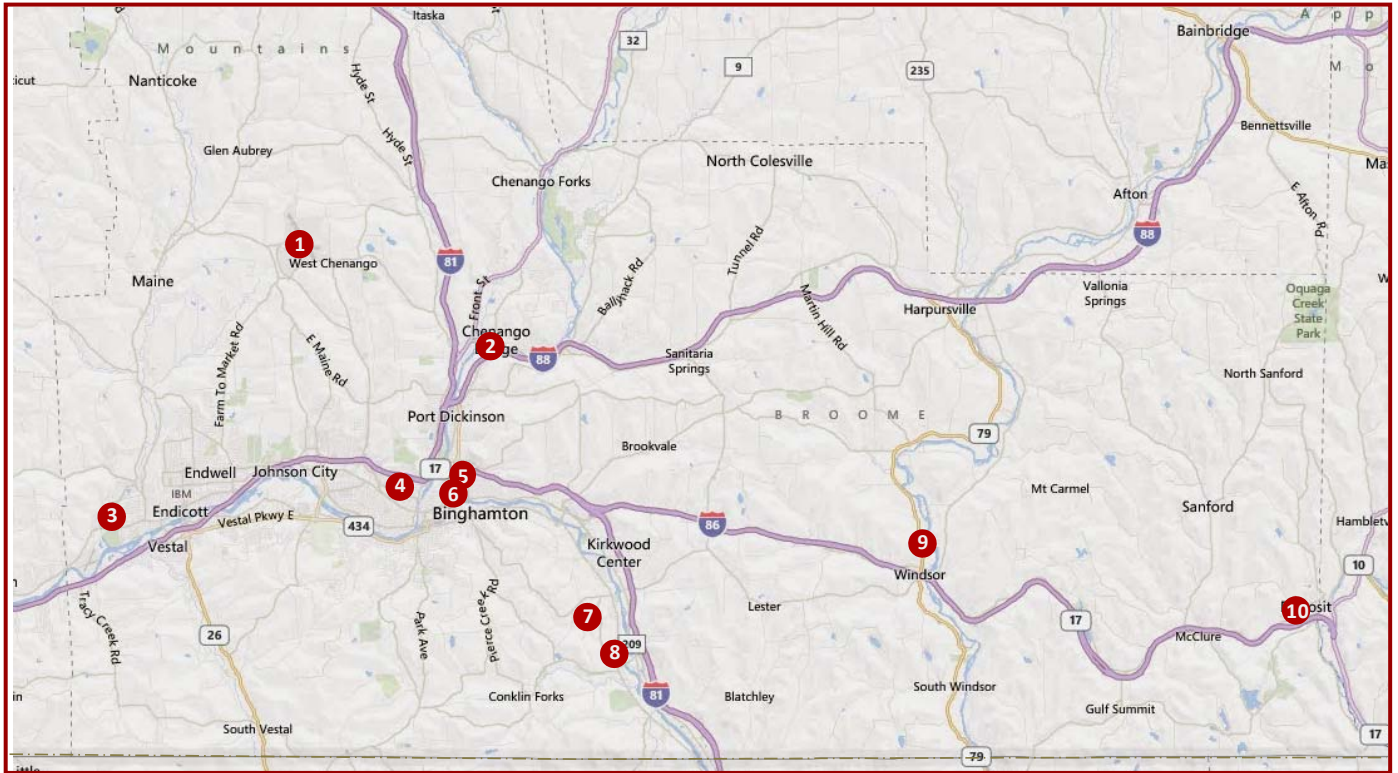 Itaska
32
Bainbridge
A p p
Mountains
9
235
M o
Nanticoke
Hyde St
Bennettsville
Hyde St
Glen Aubrey
North Colesville
Chenango Forks
Afton
E Afton Rd
1
West Chenango
Tunnel Rd
88
81
Maine
Ballyhack Rd
Vallonia
Springs
Oquaga
Creek
State
Park
Front St
Martin Hill Rd
Harpursville
Chenango
2
88
Sanitaria
Springs
Farm To Market Rd
E Maine Rd
North Sanford
Port Dickinson
BROOME
79
Brookvale
Endwell
Johnson City
17
5
4
6
Mt Carmel
IBM
Endicott
3
Vestal Pkwy E
434
Binghamton
86
Sanford
Vestal
Kirkwood
Center
9
Windsor
10
Tracy Creek Rd
Park Ave
Pierce Creek Rd
7
Lester
10
17
26
8
McClure
Conklin Forks
81
Blatchley
South Windsor
Gulf Summit
South Vestal
17
79